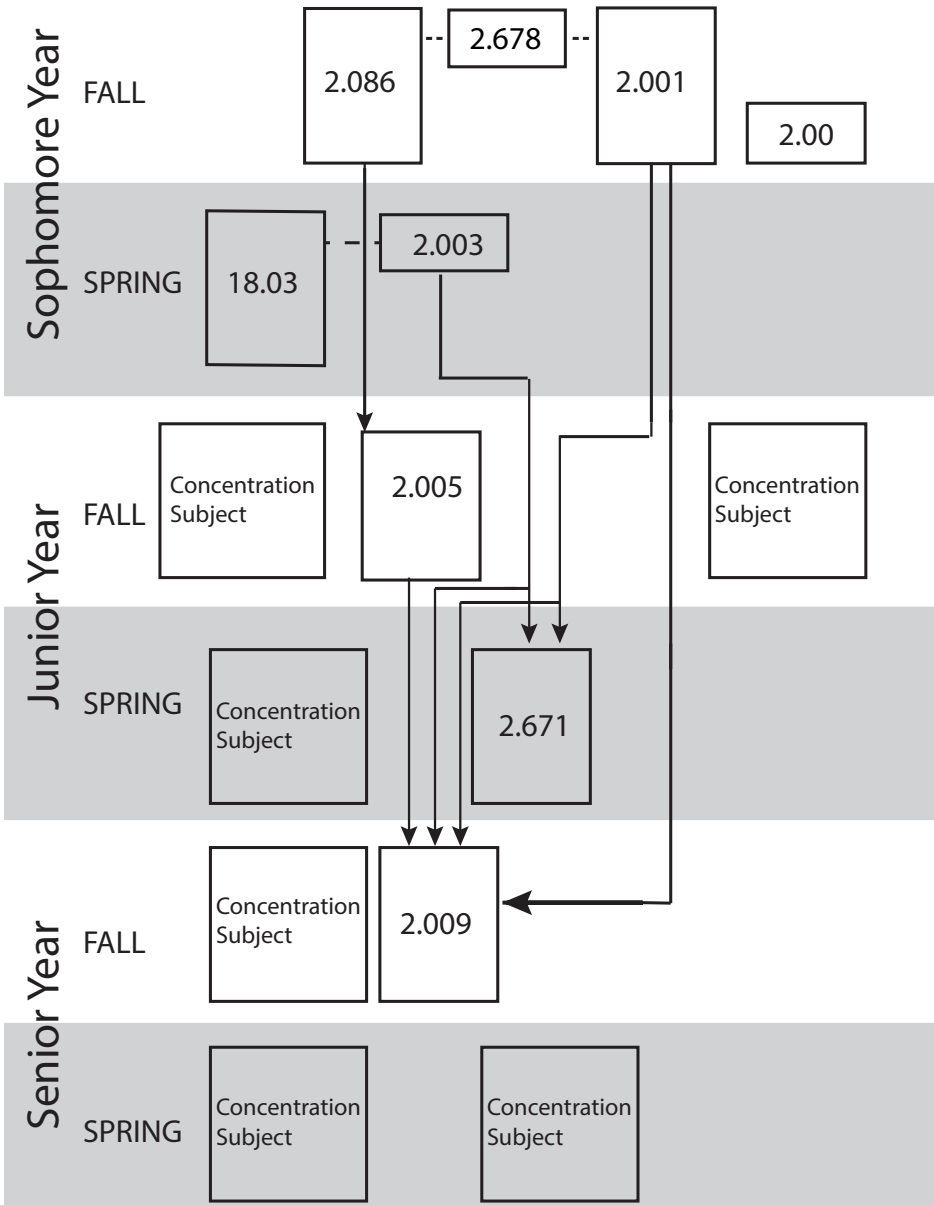 Sophomore Year
FALL
2.086
2.678
2.001
2.00
SPRING
18.03
2.003
Junior Year
FALL
Concentration
Subject
2.005
Concentration
Subject
SPRING
Concentration
Subject
2.671
Senior Year
FALL
Concentration
Subject
2.009
SPRING
Concentration
Subject
Concentration
Subject